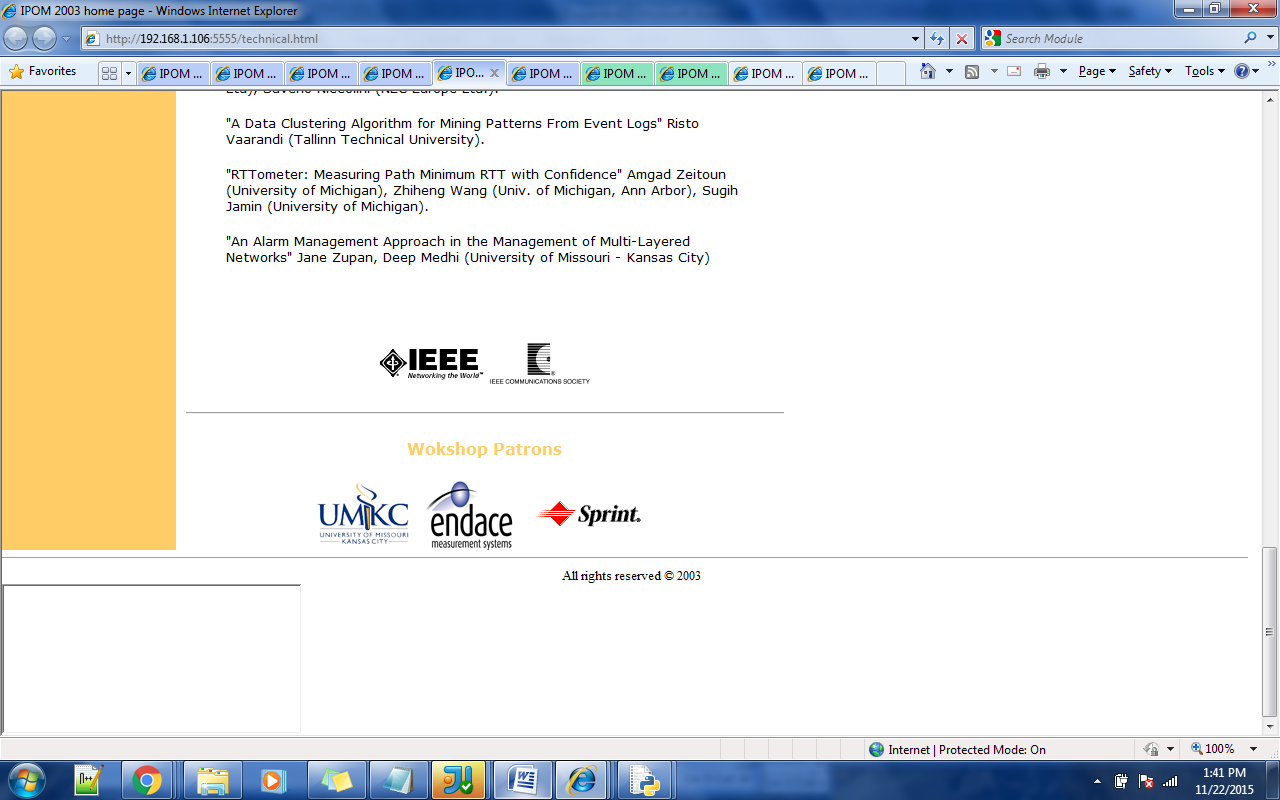 IPOM 2003 home page - Windows Internet Explorer
http://192.168.1.106:5555/technical.html
Search Module
Favorites
IPOM ...
IPOM ...
IPOM ...
IPOM ...
IPO...
IPOM ...
IPOM ...
IPOM ...
IPOM ...
IPOM ...
Page
Safety
Tools
"A Data Clustering Algorithm for Mining Patterns From Event Logs" Risto
Vaarandi (Tallinn Technical University).
"RTTometer: Measuring Path Minimum RTT with Confidence" Amgad Zeitoun
(University of Michigan), Zhiheng Wang (Univ. of Michigan, Ann Arbor), Sugih
Jamin (University of Michigan).
"An Alarm Management Approach in the Management of Multi-Layered
Networks" Jane Zupan, Deep Medhi (University of Missouri - Kansas City)
IEEE
Networking the World™
IEEE COMMUNICATIONS SOCIETY
Wokshop Patrons
UMKC
UNIVERSITY OF MISSOURI
KANSAS CITY
endace
measurement systems
Sprint.
All rights reserved © 2003
Internet | Protected Mode: On
100%
1:41 PM
11/22/2015